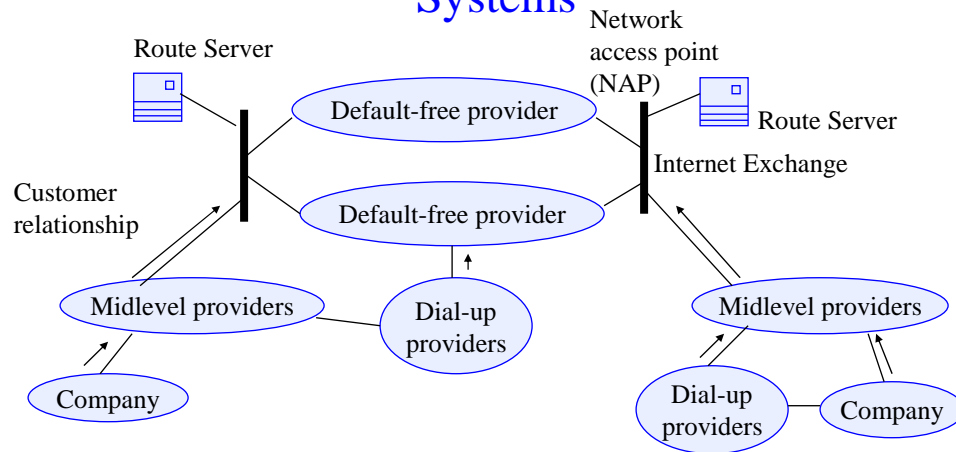 Systems
Network
access point
(NAP)
Route Server
Default-free provider
Route Server
Internet Exchange
Customer
relationship
Default-free provider
Midlevel providers
Dial-up
providers
Midlevel providers
Company
Dial-up
providers
Company